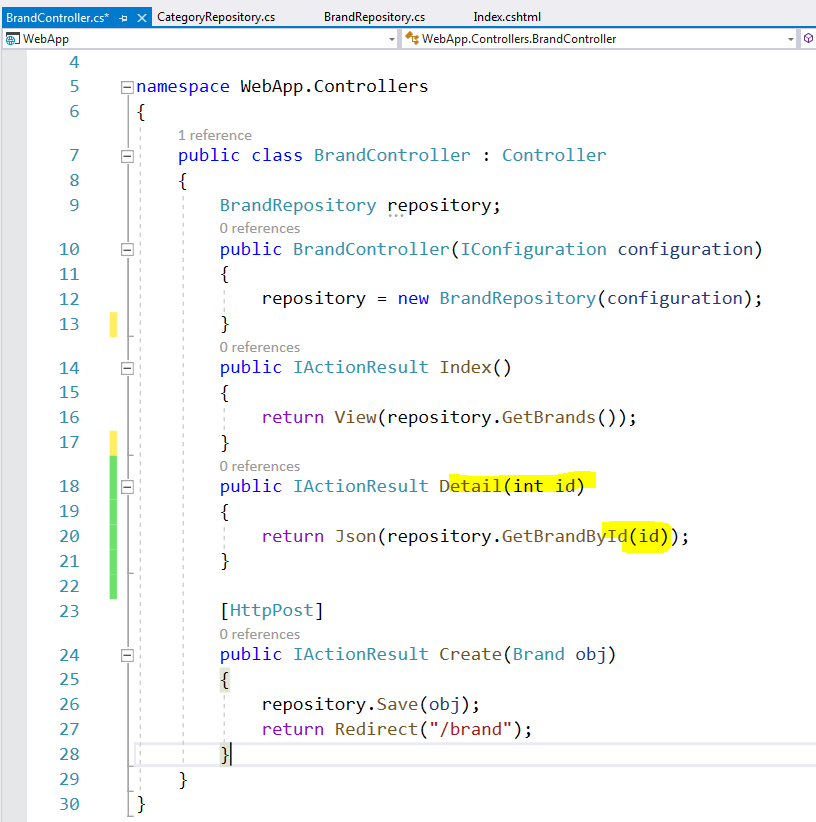 BrandController.cs* CategoryRepository.cs BrandRepository.cs Index.cshtml
WebApp WebApp.Controllers.BrandController
4
5 namespace WebApp.Controllers
6 {
1 reference
7 public class BrandController : Controller
8 {
9 BrandRepository repository;
0 references
10 public BrandController(IConfiguration configuration)
11 {
12 repository = new BrandRepository(configuration);
13 }
0 references
14 public IActionResult Index()
15 {
16 return View(repository.GetBrands());
17 }
0 references
18 public IActionResult Detail(int id)
19 {
20 return Json(repository.GetBrandById(id));
21 }
22
23 [HttpPost]
0 references
24 public IActionResult Create(Brand obj)
25 {
26 repository.Save(obj);
27 return Redirect("/brand");
28 }
29 }
30 }